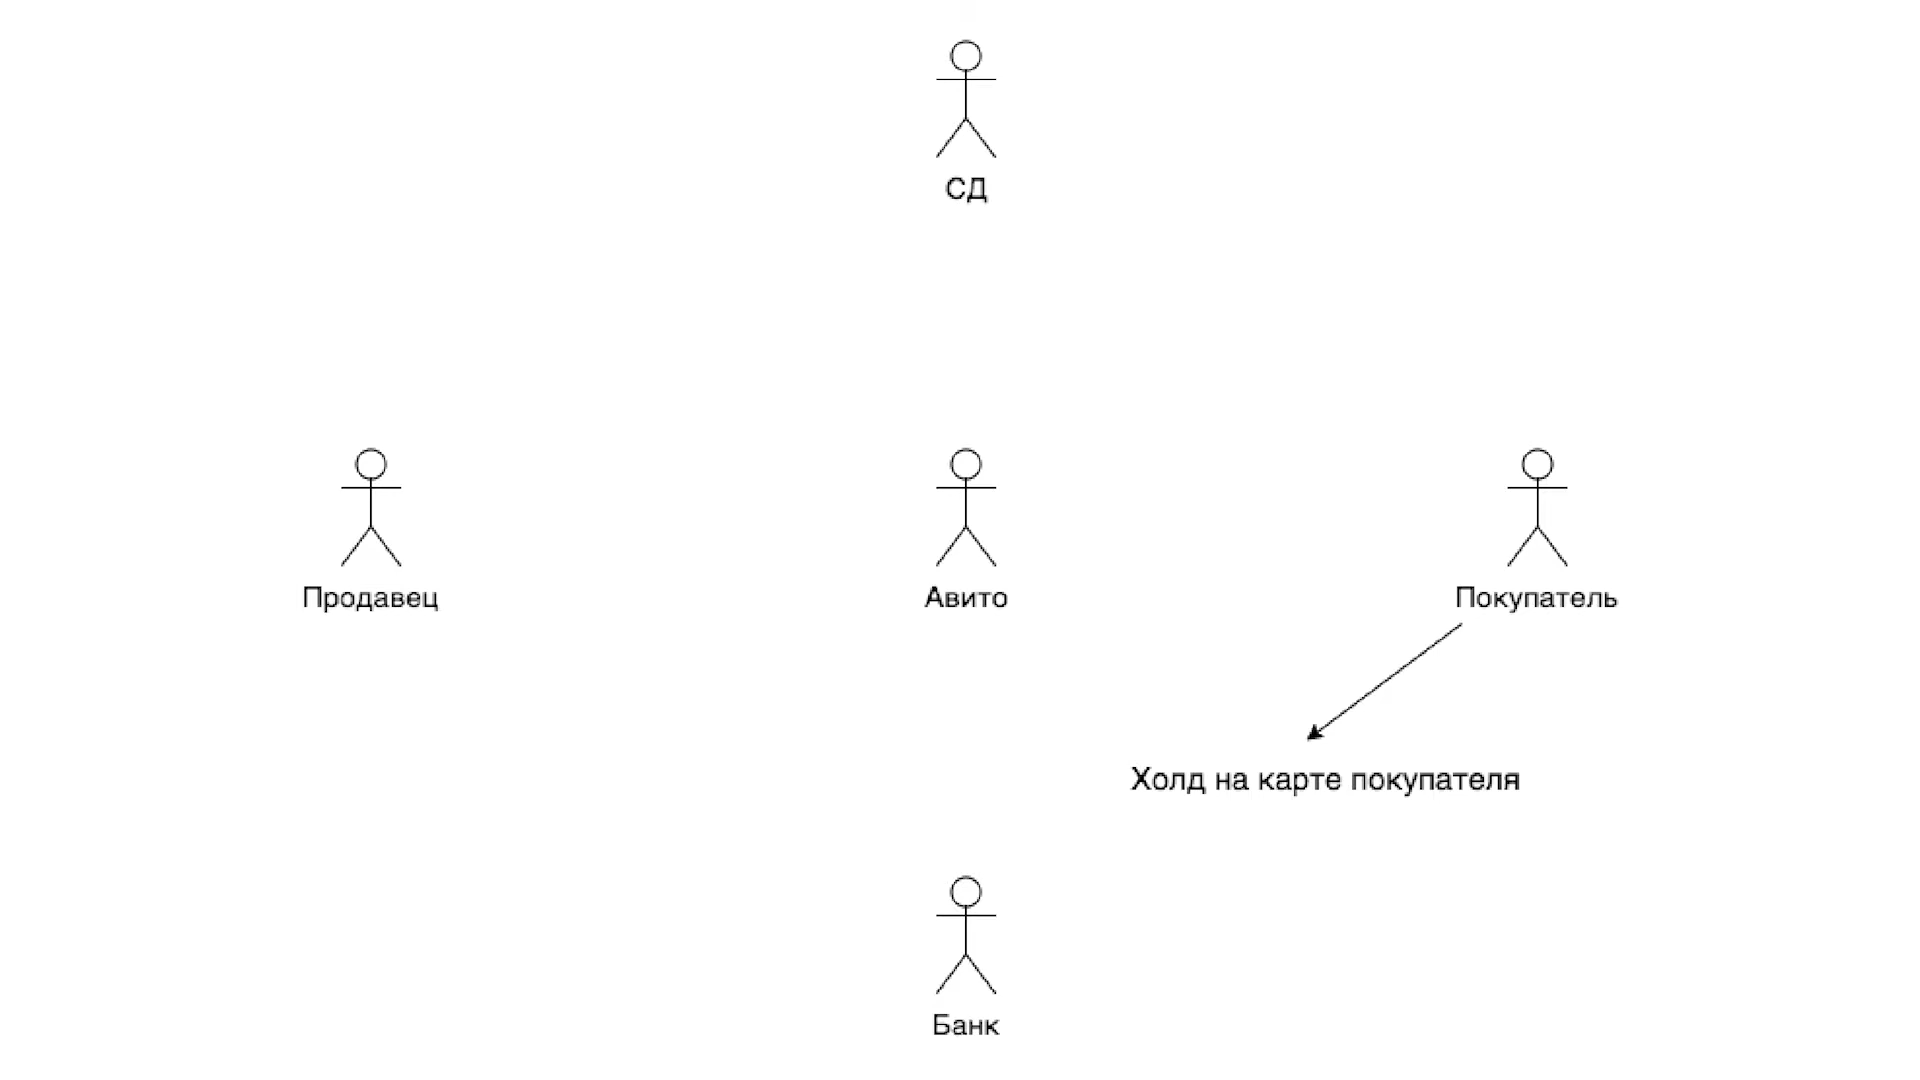 СД
Продавец
Авито
Покупатель
Холд на карте покупателя
Банк